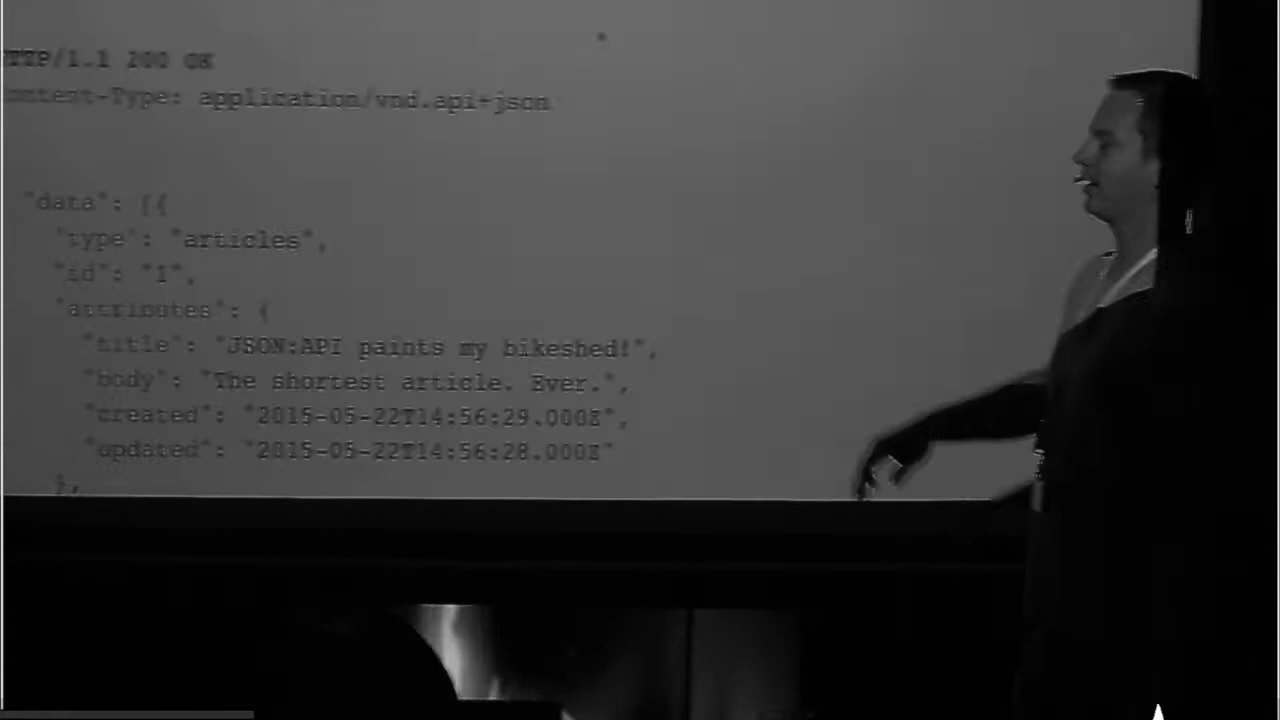 TTP/1.1 200 OK
ontent-Type: application/vnd.api+json
"data": [{
"type": "articles",
"id": "1",
"attributes": {
"title": "JSON:API paints my bikeshed!",
"body": "The shortest article. Ever.",
"created": "2015-05-22T14:56:29.000Z",
"updated": "2015-05-22T14:56:28.000Z"
},